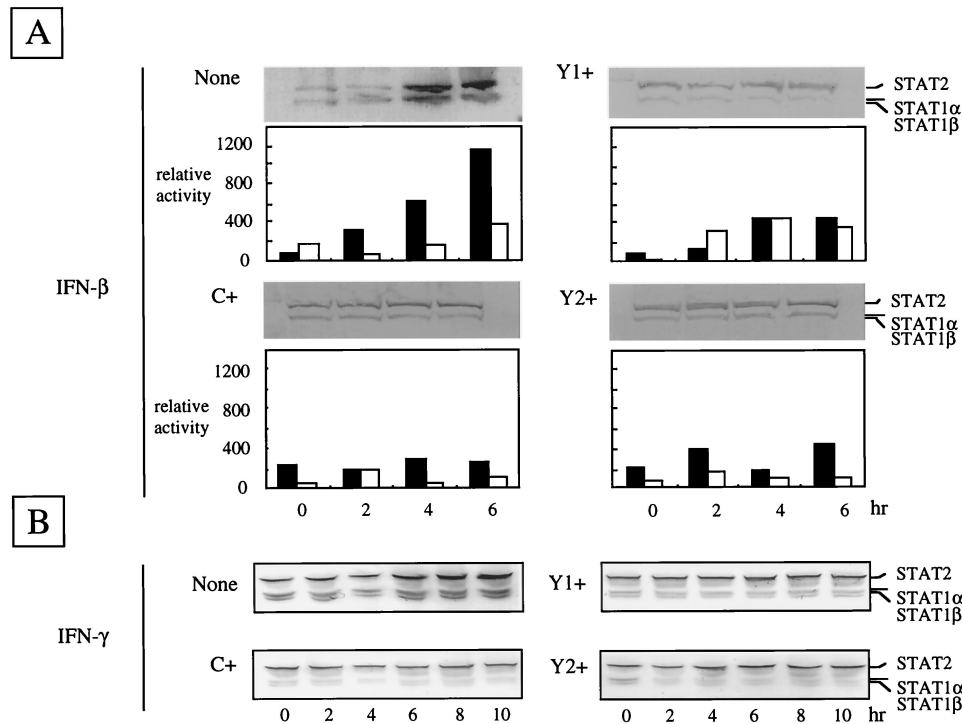 A
None
Y1+
STAT2
STAT1α
STAT1β
1200
relative
activity
800
400
0
IFN-β
C+
Y2+
STAT2
STAT1α
STAT1β
1200
relative
activity
800
400
0
0 2 4 6
0 2 4 6 hr
B
None
Y1+
STAT2
STAT1α
STAT1β
IFN-γ
C+
Y2+
STAT2
STAT1α
STAT1β
0 2 4 6 8 10
0 2 4 6 8 10 hr